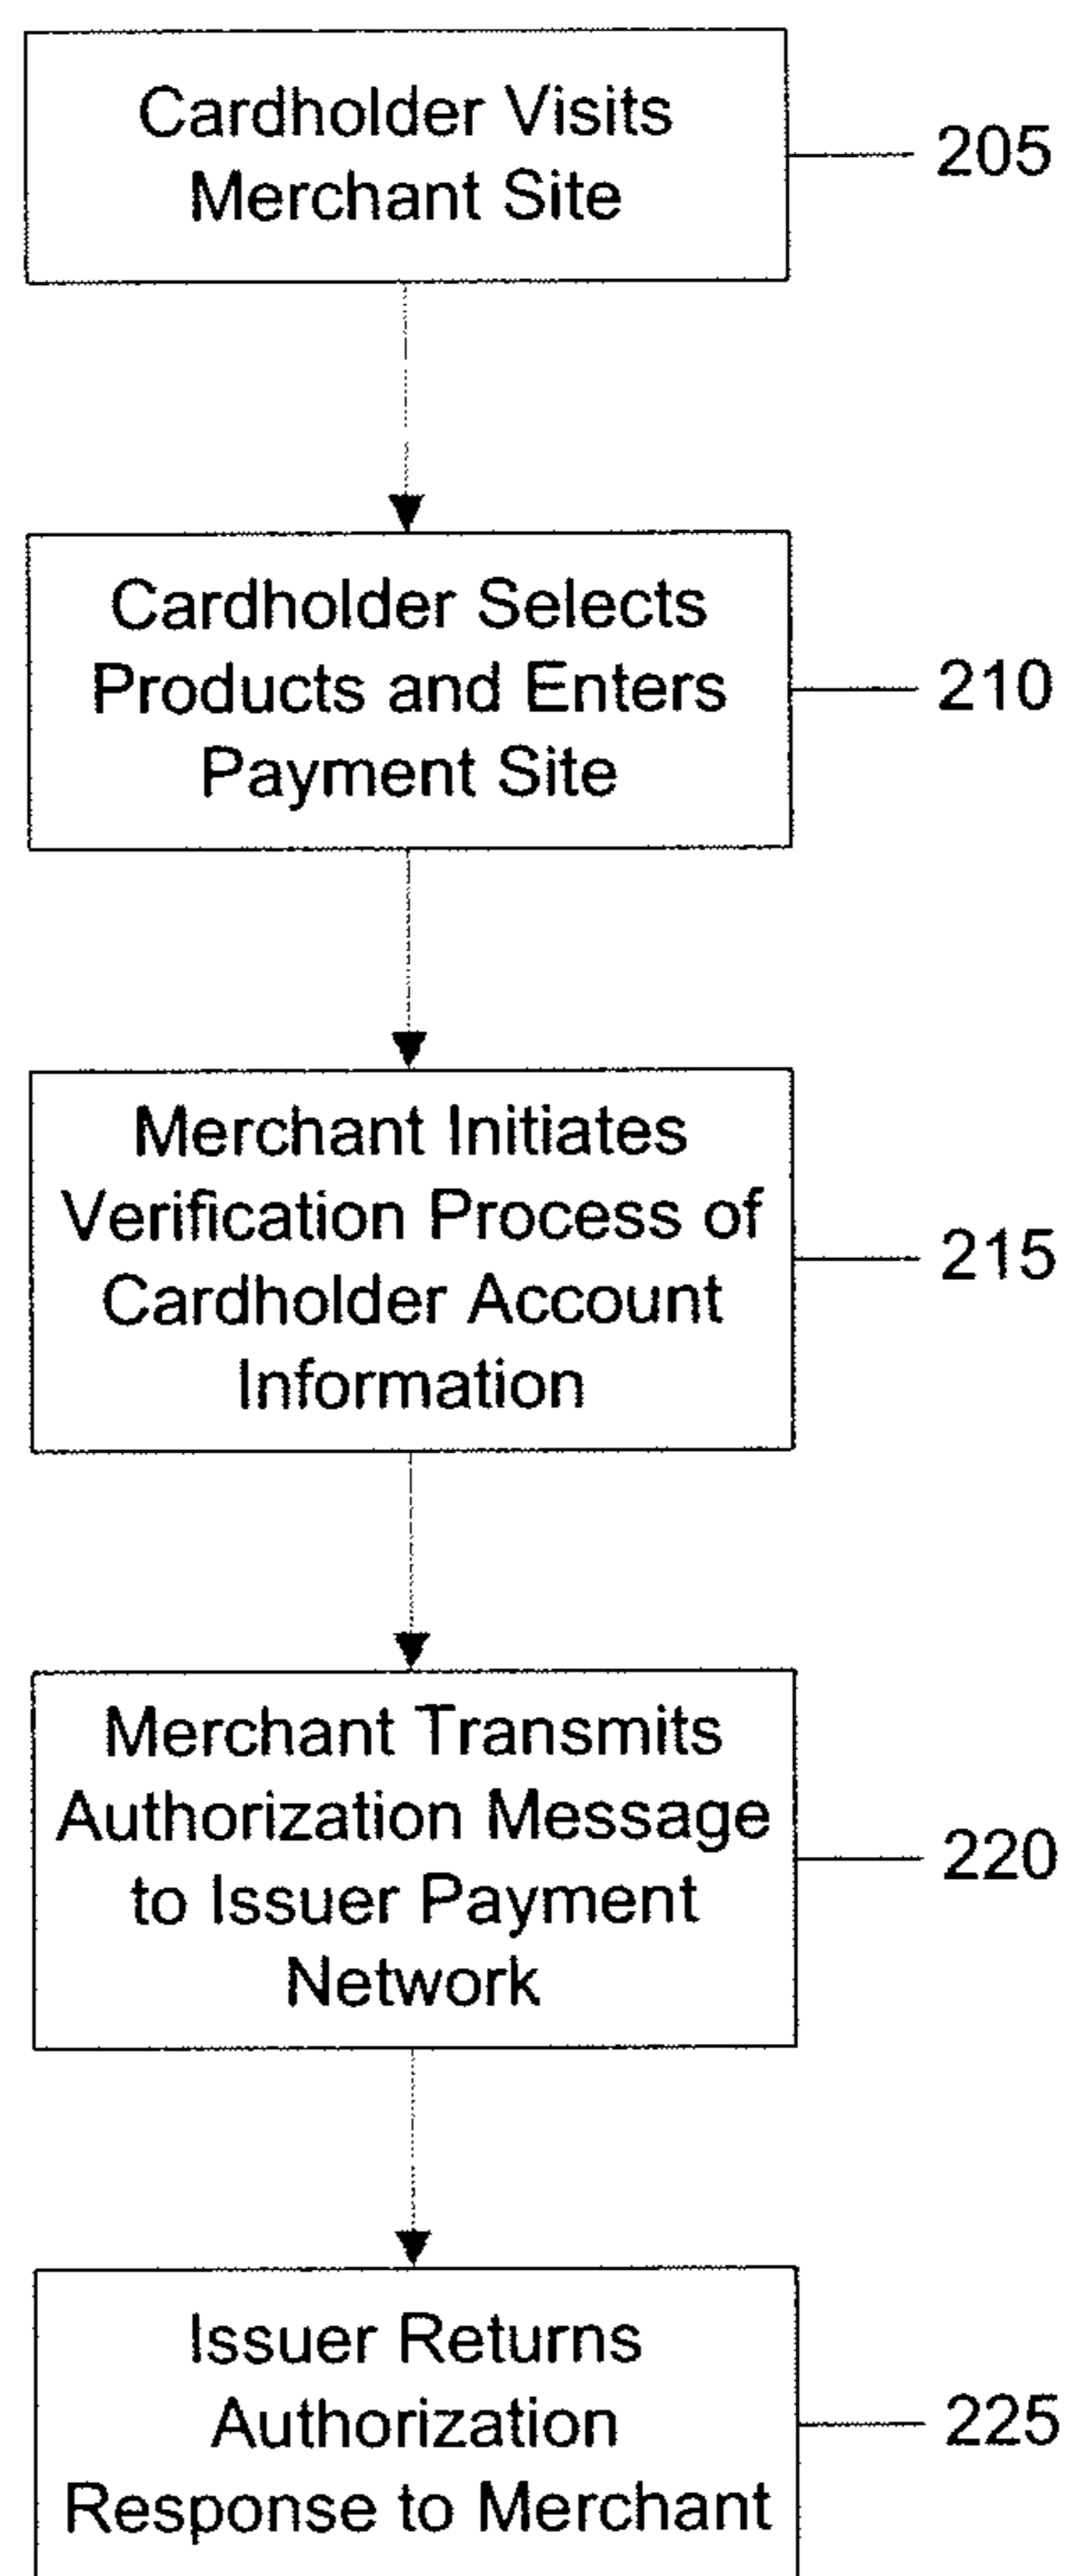 Cardholder Visits
Merchant Site
205
Cardholder Selects
Products and Enters
Payment Site
210
Merchant Initiates
Verification Process of
Cardholder Account
Information
215
Merchant Transmits
Authorization Message
to Issuer Payment
Network
220
Issuer Returns
Authorization
Response to Merchant
225